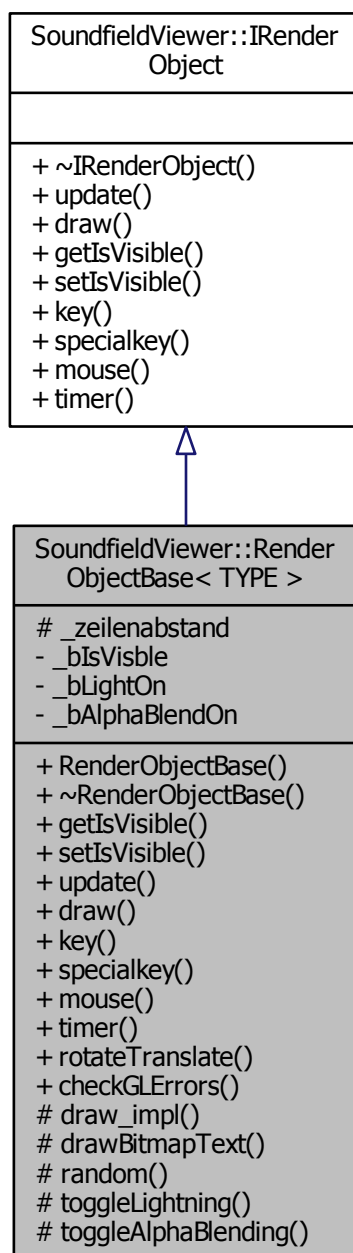 SoundfieldViewer::IRender
Object
+ ~IRenderObject()
+ update()
+ draw()
+ getIsVisible()
+ setIsVisible()
+ key()
+ specialkey()
+ mouse()
+ timer()
SoundfieldViewer::Render
ObjectBase< TYPE >
# _zeilenabstand
- _bIsVisble
- _bLightOn
- _bAlphaBlendOn
+ RenderObjectBase()
+ ~RenderObjectBase()
+ getIsVisible()
+ setIsVisible()
+ update()
+ draw()
+ key()
+ specialkey()
+ mouse()
+ timer()
+ rotateTranslate()
+ checkGLErrors()
# draw_impl()
# drawBitmapText()
# random()
# toggleLightning()
# toggleAlphaBlending()